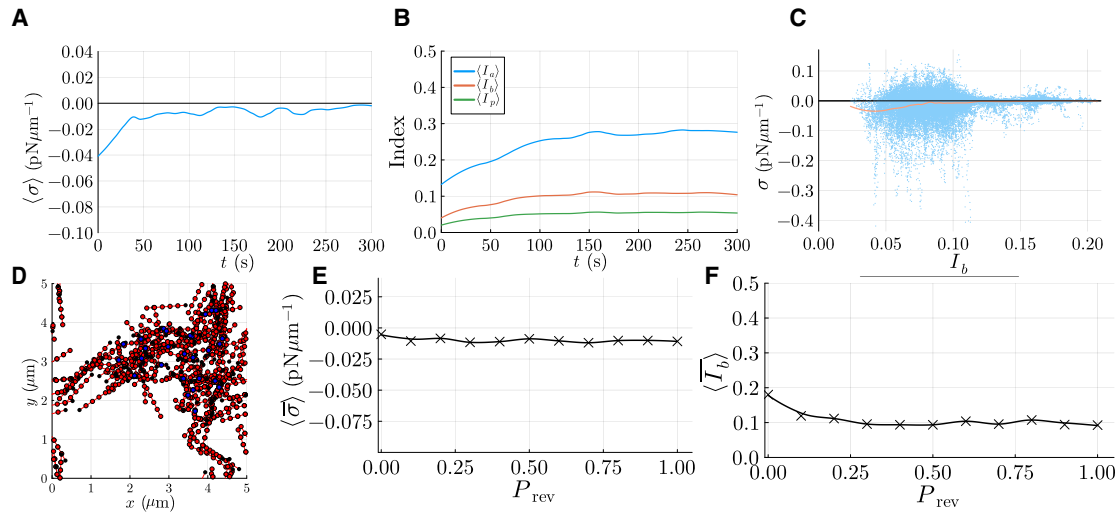 A
0.04
0.02
0.00
−0.02
−0.04
−0.06
−0.08
−0.10
⟨σ⟩ (pNμm⁻¹)
0 50 100 150 200 250 300
t (s)
B
0.5
0.4
0.3
0.2
0.1
0.0
Index
⟨I_a⟩
⟨I_b⟩
⟨I_p⟩
0 50 100 150 200 250 300
t (s)
C
0.1
0.0
−0.1
−0.2
−0.3
−0.4
σ (pNμm⁻¹)
0.00 0.05 0.10 0.15 0.20
I_b
D
5
4
3
2
1
0
y (μm)
0 1 2 3 4 5
x (μm)
E
0.025
0.000
−0.025
−0.050
−0.075
⟨σ̅⟩ (pNμm⁻¹)
0.00 0.25 0.50 0.75 1.00
P_rev
F
0.5
0.4
0.3
0.2
0.1
0.0
⟨I̅_b⟩
0.00 0.25 0.50 0.75 1.00
P_rev